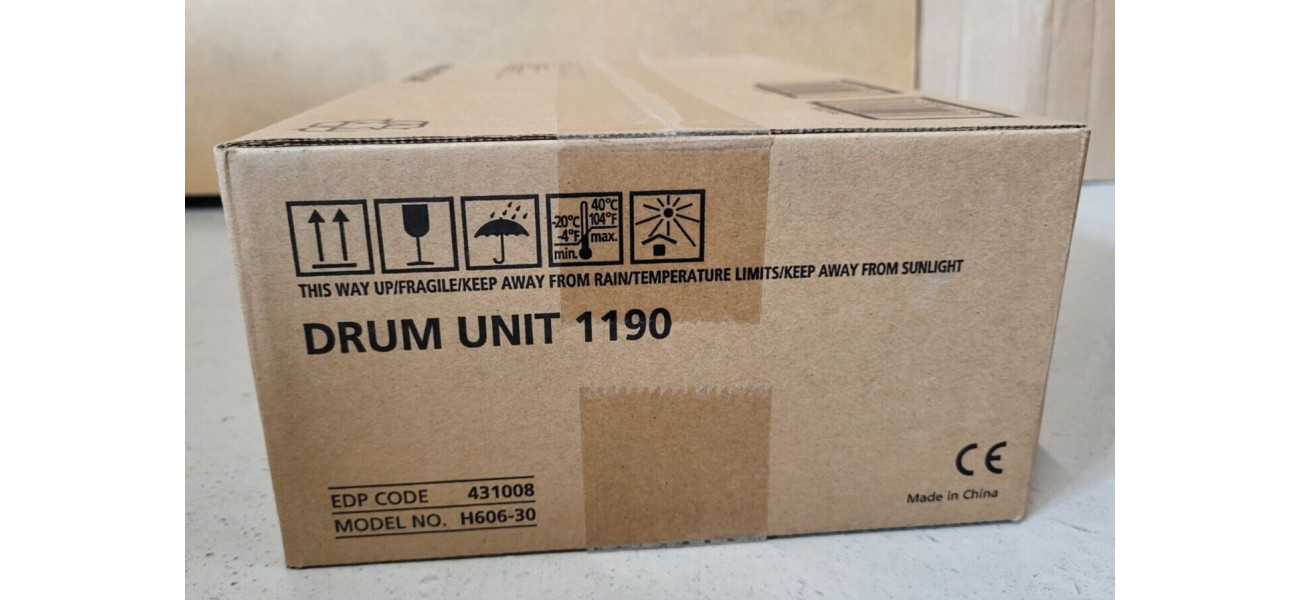 40°C
-20°C 104°F
-4°F max.
min.
THIS WAY UP/FRAGILE/KEEP AWAY FROM RAIN/TEMPERATURE LIMITS/KEEP AWAY FROM SUNLIGHT
DRUM UNIT 1190
CE
EDP CODE 431008
Made in China
MODEL NO. H606-30